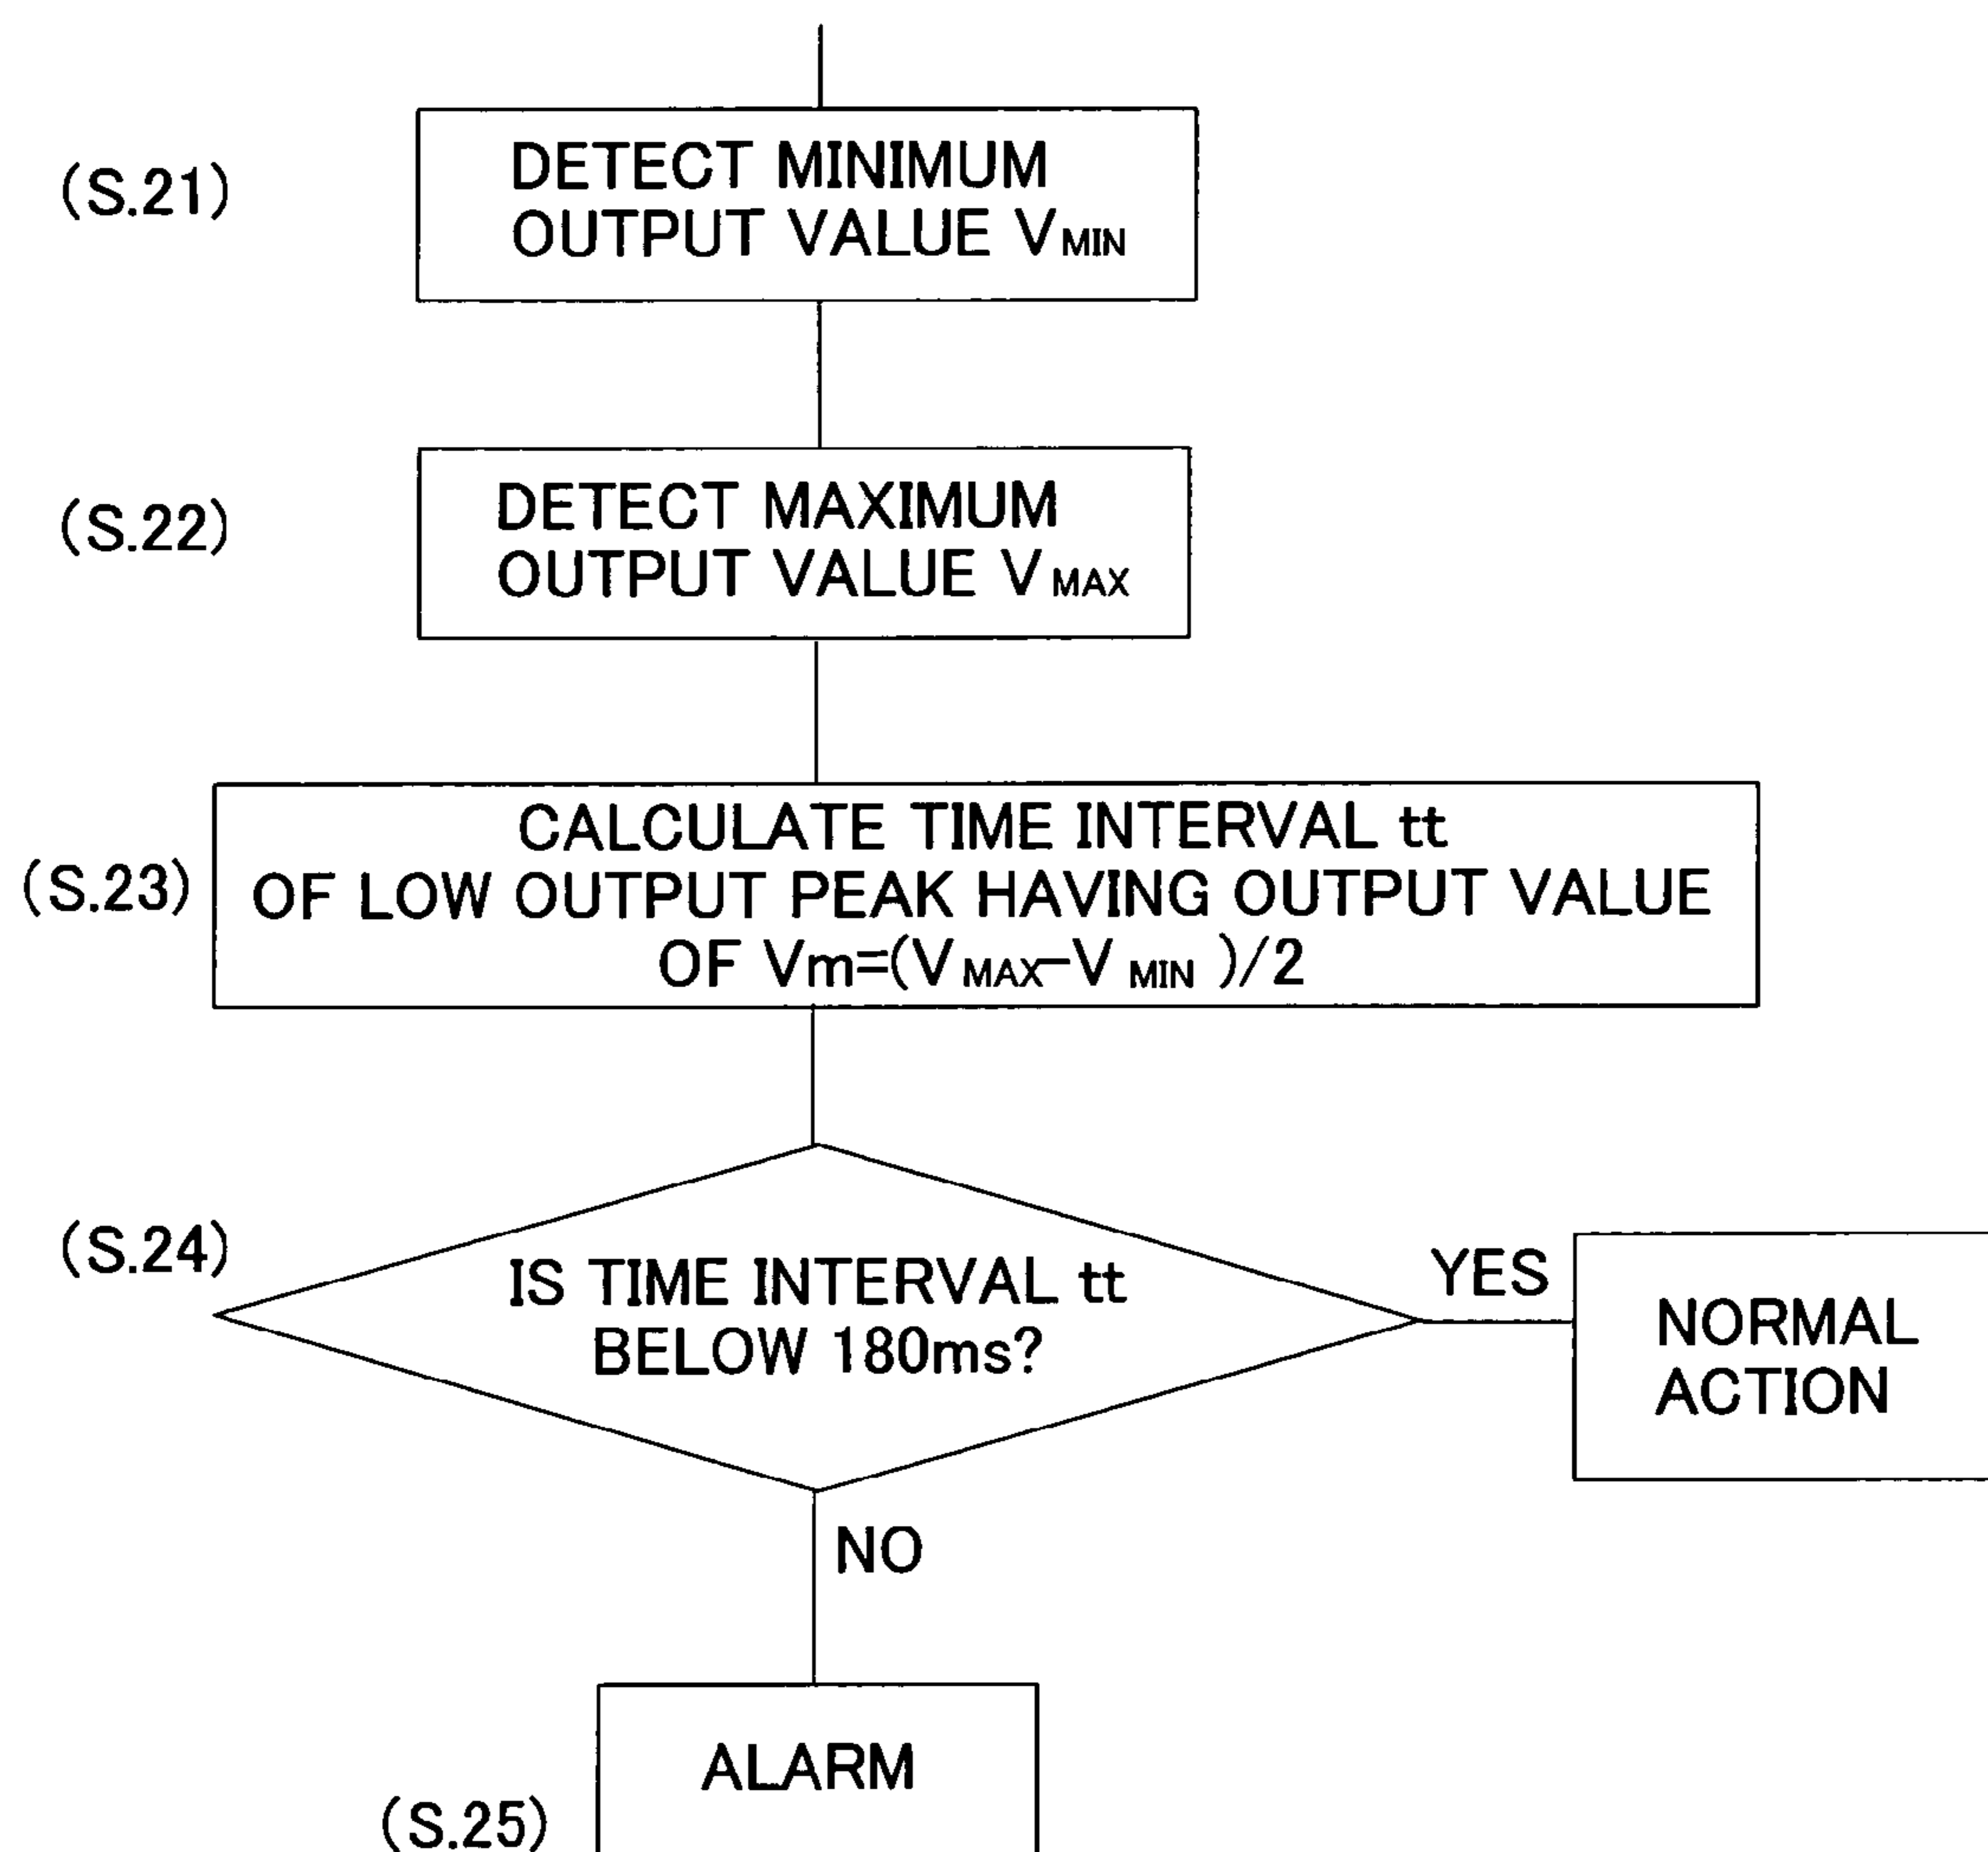 (S.21)
DETECT MINIMUM
OUTPUT VALUE VMIN
(S.22)
DETECT MAXIMUM
OUTPUT VALUE VMAX
(S.23)
CALCULATE TIME INTERVAL tt
OF LOW OUTPUT PEAK HAVING OUTPUT VALUE
OF Vm=(VMAX-VMIN)/2
(S.24)
IS TIME INTERVAL tt
BELOW 180ms?
YES
NORMAL
ACTION
NO
ALARM
(S.25)